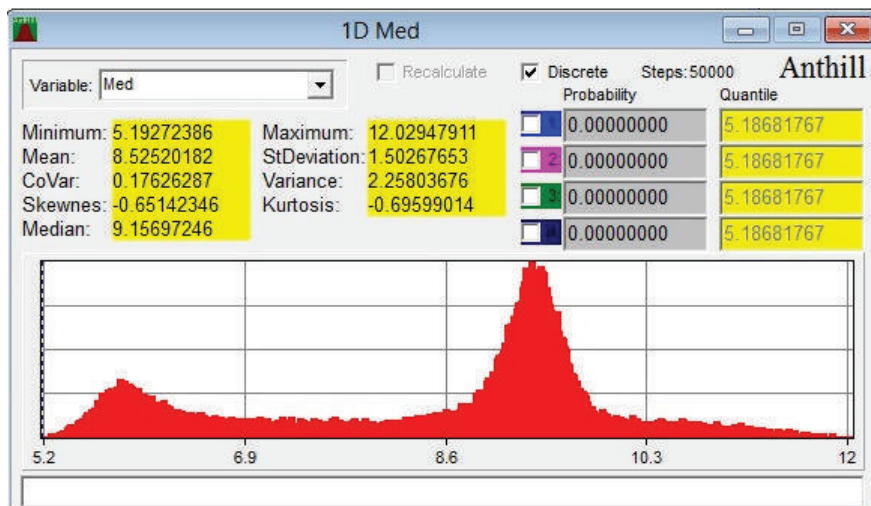 1D Med
Variable: Med
Recalculate
Discrete
Steps:50000
Anthill
Probability
Quantile
Minimum: 5.19272386
Maximum: 12.02947911
1: 0.00000000 5.18681767
Mean: 8.52520182
StDeviation: 1.50267653
2: 0.00000000 5.18681767
CoVar: 0.17626287
Variance: 2.25803676
3: 0.00000000 5.18681767
Skewnes: -0.65142346
Kurtosis: -0.69599014
4: 0.00000000 5.18681767
Median: 9.15697246
5.2 6.9 8.6 10.3 12